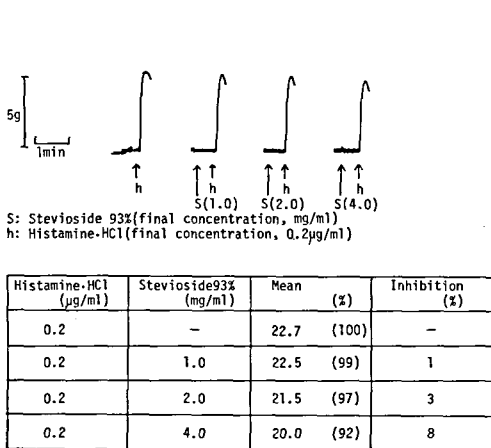 5g
1min
h h h h
S(1.0) S(2.0) S(4.0)
S: Stevioside 93%(final concentration, mg/ml)
h: Histamine·HCl(final concentration, 0.2µg/ml)
Histamine·HCl Stevioside93% Mean Inhibition
(µg/ml) (mg/ml) (%) (%)
0.2 — 22.7 (100) —
0.2 1.0 22.5 (99) 1
0.2 2.0 21.5 (97) 3
0.2 4.0 20.0 (92) 8